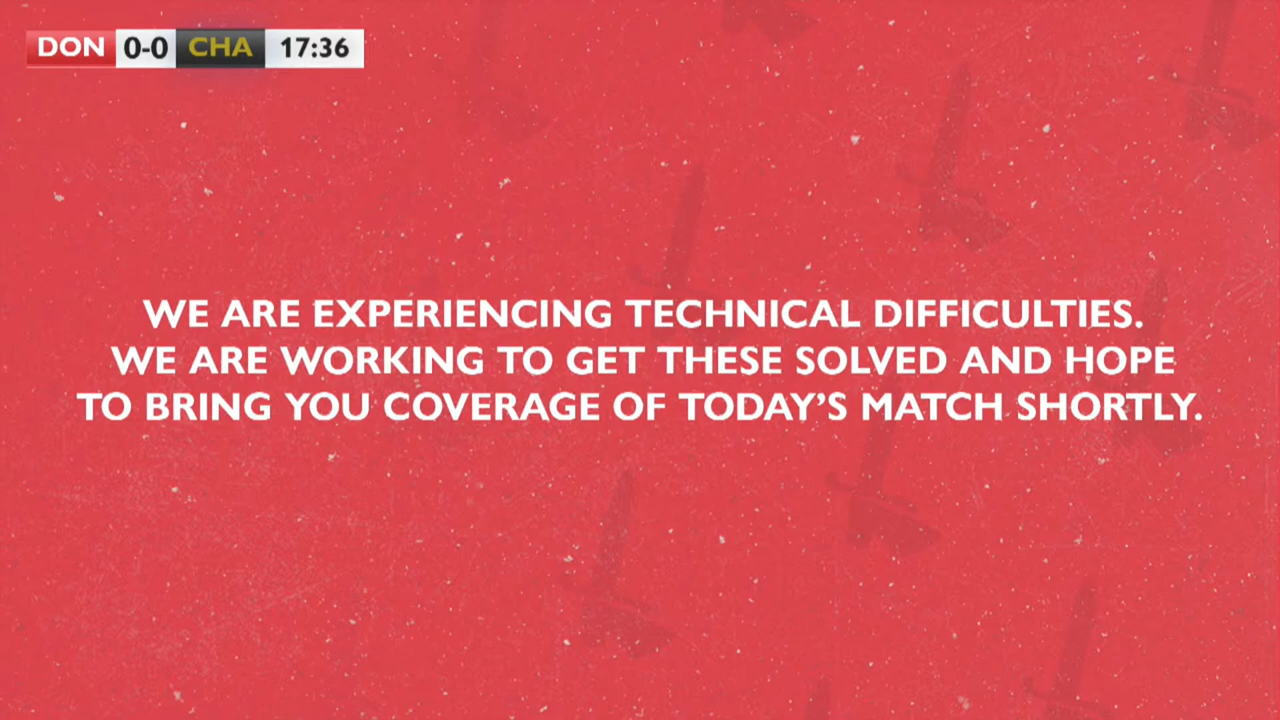 DON 0-0 CHA 17:36
WE ARE EXPERIENCING TECHNICAL DIFFICULTIES.
WE ARE WORKING TO GET THESE SOLVED AND HOPE
TO BRING YOU COVERAGE OF TODAY’S MATCH SHORTLY.